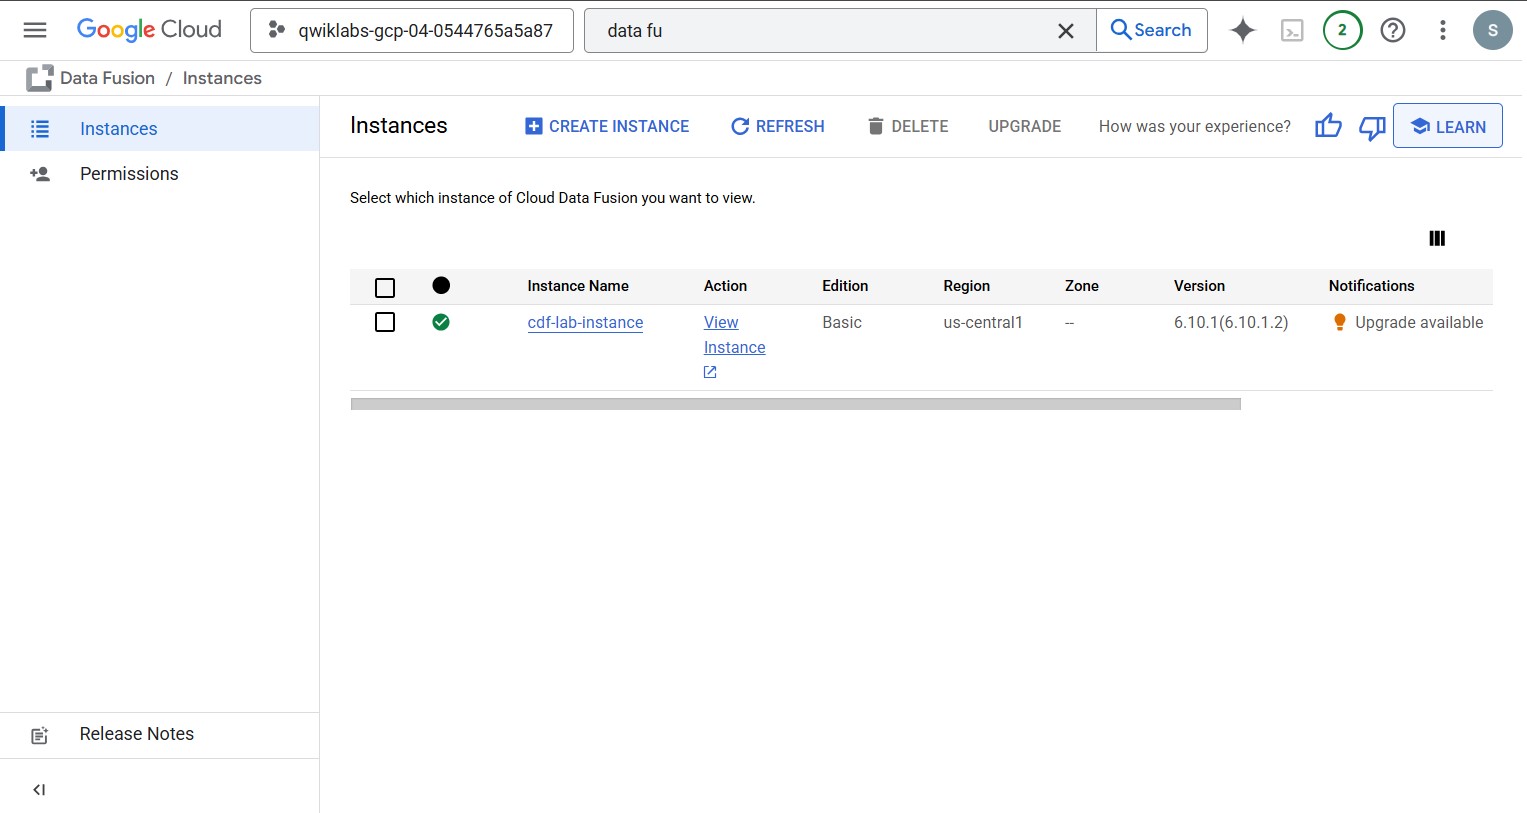 Google Cloud
qwiklabs-gcp-04-0544765a5a87
data fu
Search
2
S
Data Fusion / Instances
Instances
Permissions
Release Notes
Instances
CREATE INSTANCE
REFRESH
DELETE
UPGRADE
How was your experience?
LEARN
Select which instance of Cloud Data Fusion you want to view.
Instance Name Action Edition Region Zone Version Notifications
cdf-lab-instance View Basic us-central1 -- 6.10.1(6.10.1.2) Upgrade available
Instance